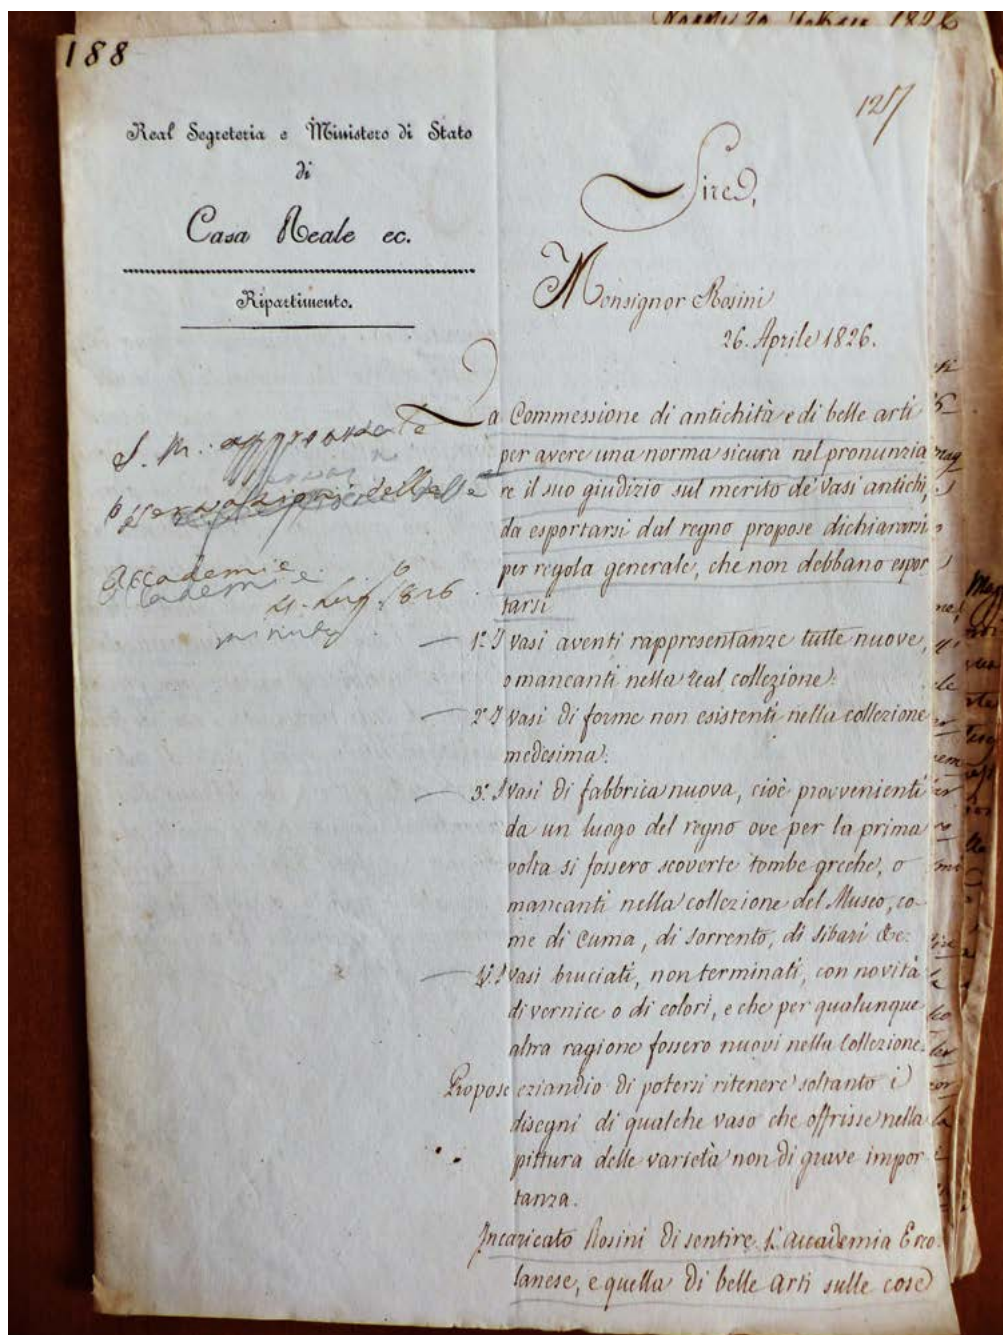 188
127
Real Segreteria e Ministero di Stato
di
Casa Reale ec.
Ripartimento.
Sire,
Monsignor Rosini
26. Aprile 1826.
S. M.
Accademie
1826
La Commessione di antichità e di belle arti
per avere una norma sicura nel pronunzia
re il suo giudizio sul merito de' vasi antichi,
da esportarsi dal regno propose dichiararsi
per regola generale, che non debbano espor
tarsi
1.° I vasi aventi rappresentanze tutte nuove,
o mancanti nella real collezione.
2.° I vasi di forme non esistenti nella collezione
medesima.
3.° I vasi di fabbrica nuova, cioè provvenienti
da un luogo del regno ove per la prima
volta si fossero scoverte tombe greche, o
mancanti nella collezione del Museo, co-
me di Cuma, di Sorrento, di Sibari &c.
4.° I vasi bruciati, non terminati, con novità
di vernice o di colori, e che per qualunque
altra ragione fossero nuovi nella Collezione.
Propose eziandio di potersi ritenere soltanto i
disegni di qualche vaso che offrisse nella
pittura delle varietà non di grave impor
tanza.
Incaricato Rosini di sentire l'accademia Erco
lanese, e quella di belle arti sulle cose